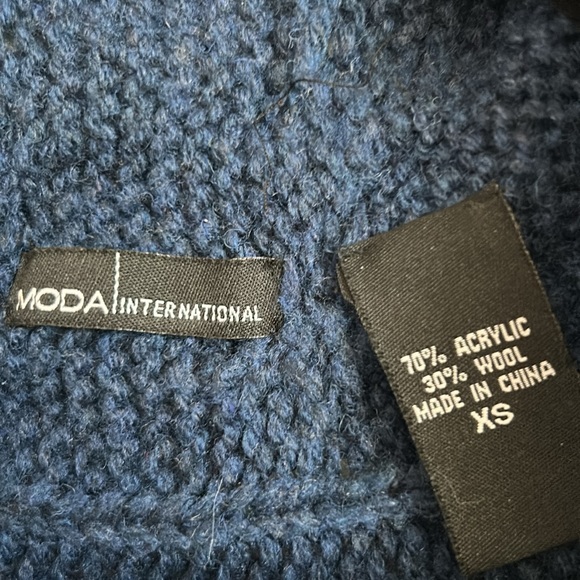 MODA INTERNATIONAL
70% ACRYLIC
30% WOOL
MADE IN CHINA
XS